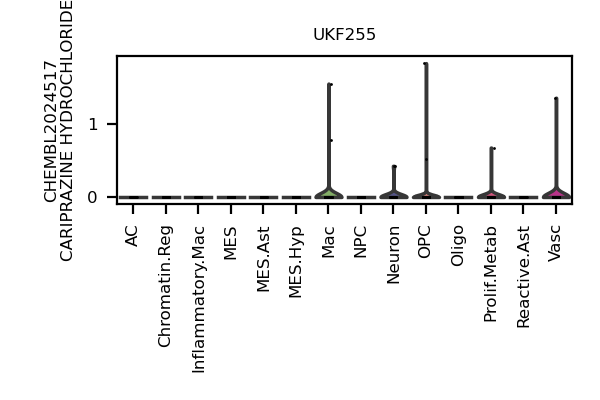 UKF255
CHEMBL2024517
CARIPRAZINE HYDROCHLORIDE
1
0
AC
Chromatin.Reg
Inflammatory.Mac
MES
MES.Ast
MES.Hyp
Mac
NPC
Neuron
OPC
Oligo
Prolif.Metab
Reactive.Ast
Vasc